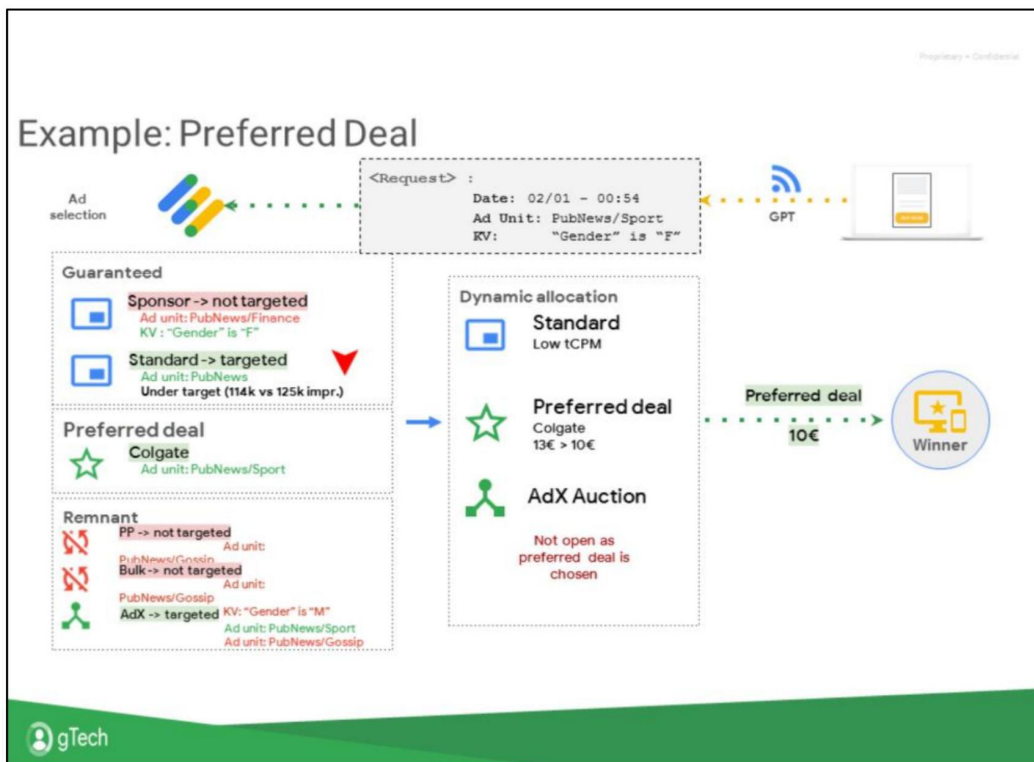 Proprietary + Confidential
Example: Preferred Deal
Ad
selection
<Request> :
Date: 02/01 - 00:54
Ad Unit: PubNews/Sport
KV: "Gender" is "F"
GPT
Guaranteed
Sponsor -> not targeted
Ad unit: PubNews/Finance
KV : "Gender" is "F"
Standard -> targeted
Ad unit: PubNews
Under target (114k vs 125k impr.)
Preferred deal
Colgate
Ad unit: PubNews/Sport
Remnant
PP -> not targeted
Ad unit:
PubNews/Gossip
Bulk -> not targeted
Ad unit:
PubNews/Gossip
AdX -> targeted KV: "Gender" is "M"
Ad unit: PubNews/Sport
Ad unit: PubNews/Gossip
Dynamic allocation
Standard
Low tCPM
Preferred deal
Colgate
13€ > 10€
AdX Auction
Not open as
preferred deal is
chosen
Preferred deal
10€
Winner
gTech